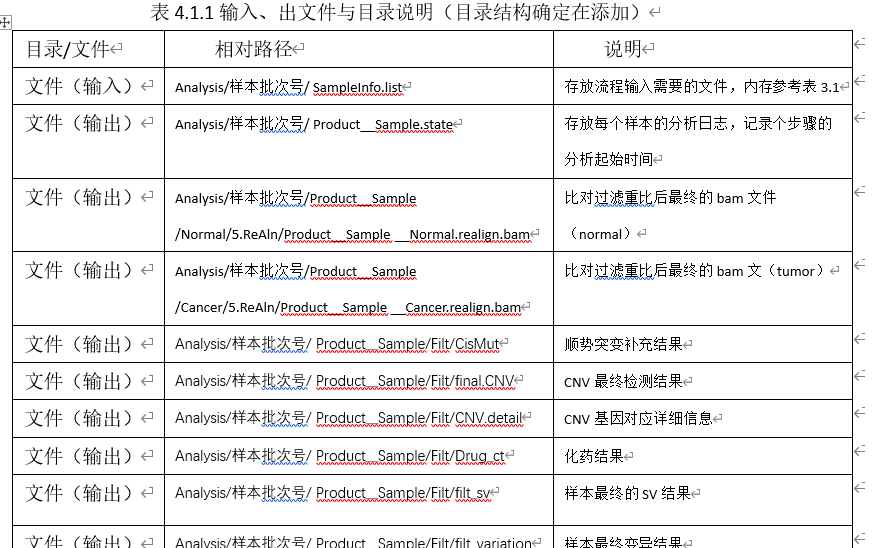 表 4.1.1 输入、出文件与目录说明（目录结构确定在添加）
目录/文件 相对路径 说明
文件（输入） Analysis/样本批次号/ SampleInfo.list 存放流程输入需要的文件，内存参考表 3.1
文件（输出） Analysis/样本批次号/ Product__Sample.state 存放每个样本的分析日志，记录个步骤的
分析起始时间
文件（输出） Analysis/样本批次号/Product__Sample 比对过滤重比后最终的 bam 文件
/Normal/5.ReAln/Product__Sample __Normal.realign.bam （normal）
文件（输出） Analysis/样本批次号/Product__Sample 比对过滤重比后最终的 bam 文（tumor）
/Cancer/5.ReAln/Product__Sample __Cancer.realign.bam
文件（输出） Analysis/样本批次号/ Product__Sample/Filt/CisMut 顺势突变补充结果
文件（输出） Analysis/样本批次号/ Product__Sample/Filt/final.CNV CNV 最终检测结果
文件（输出） Analysis/样本批次号/ Product__Sample/Filt/CNV.detail CNV 基因对应详细信息
文件（输出） Analysis/样本批次号/ Product__Sample/Filt/Drug_ct 化药结果
文件（输出） Analysis/样本批次号/ Product__Sample/Filt/filt_sv 样本最终的 SV 结果
文件（输出） Analysis/样本批次号/ Product__Sample/Filt/filt_variation 样本最终变异结果